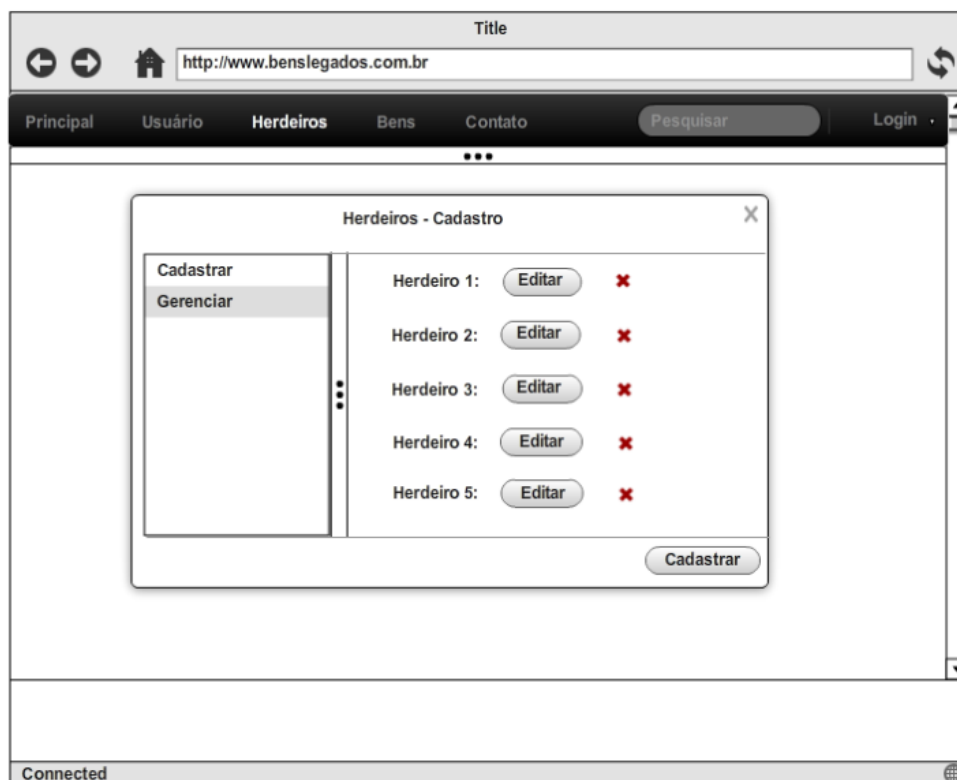 Title
http://www.benslegados.com.br
Principal Usuário Herdeiros Bens Contato Pesquisar Login
Herdeiros - Cadastro
Cadastrar
Gerenciar
Herdeiro 1: Editar
Herdeiro 2: Editar
Herdeiro 3: Editar
Herdeiro 4: Editar
Herdeiro 5: Editar
Cadastrar
Connected